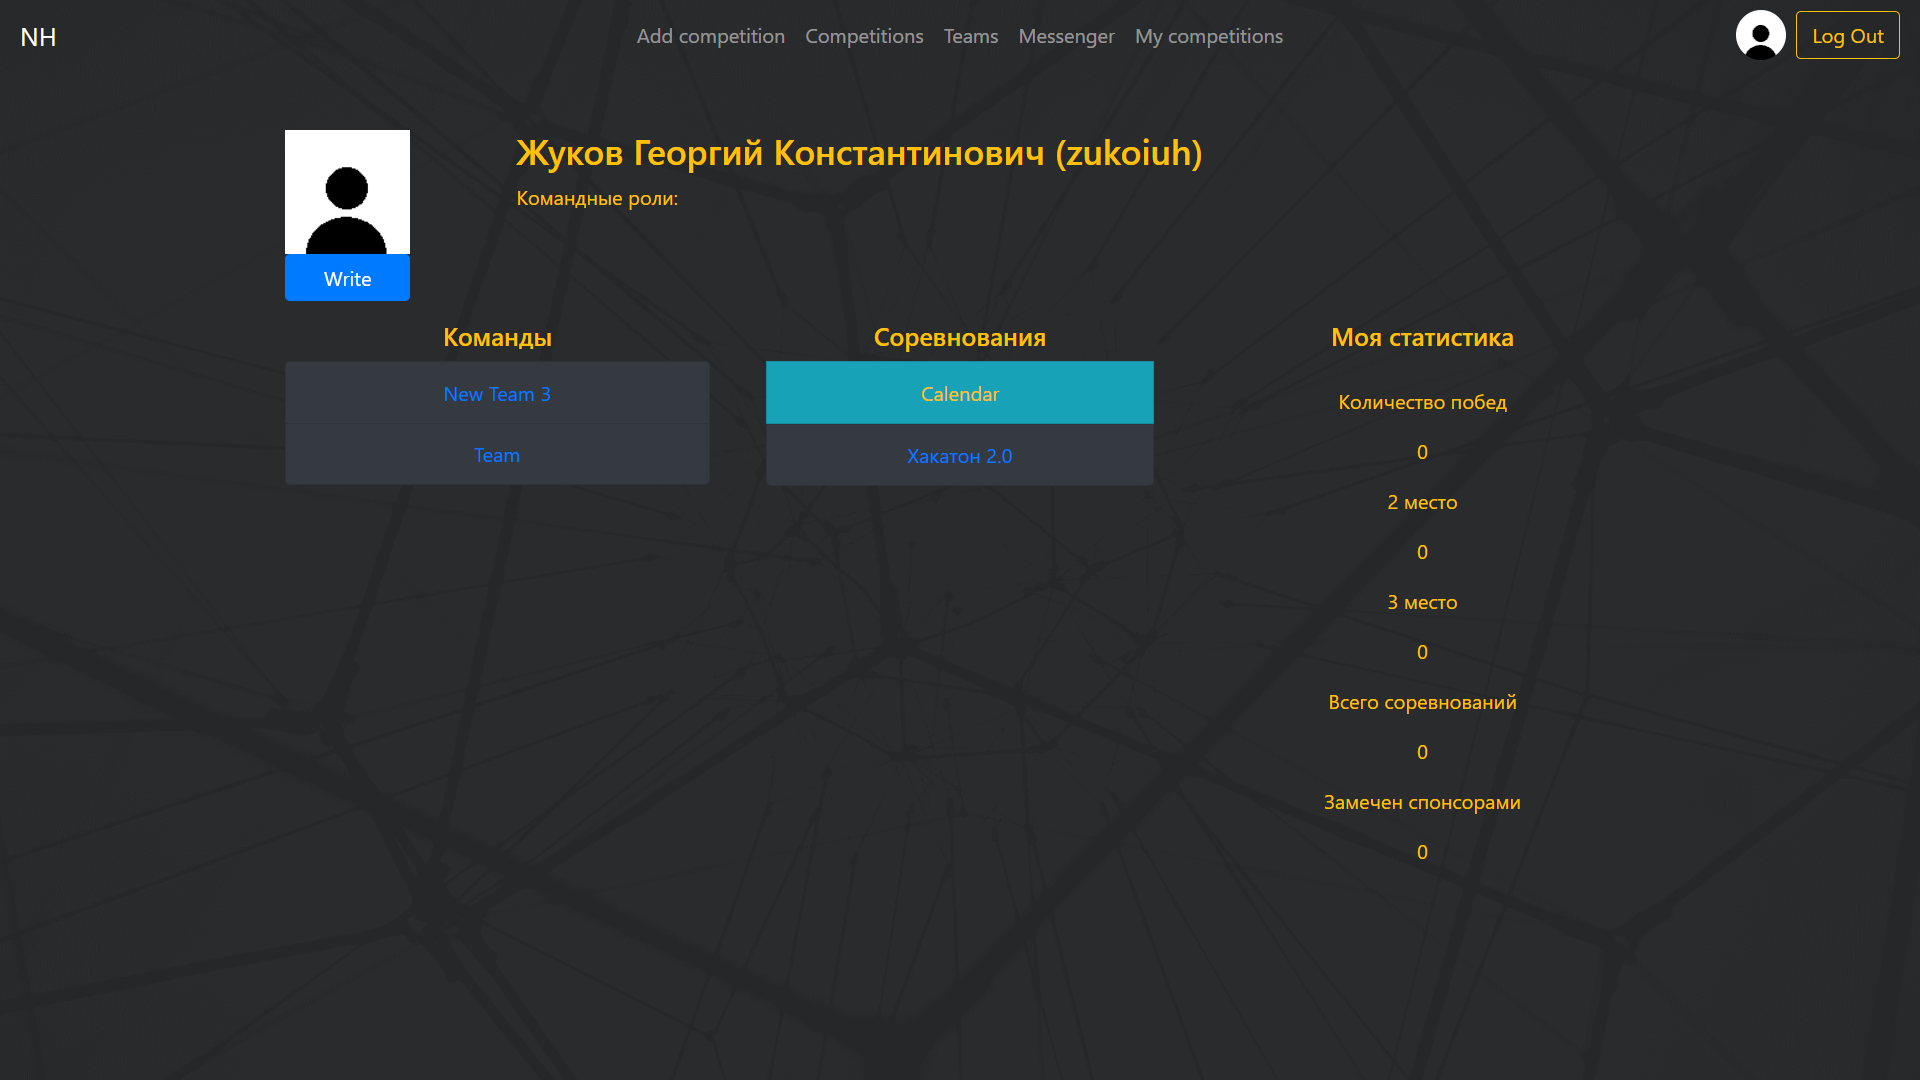 NH
Add competition
Competitions
Teams
Messenger
My competitions
Log Out
Жуков Георгий Константинович (zukoiuh)
Командные роли:
Write
Команды
New Team 3
Team
Соревнования
Calendar
Хакатон 2.0
Моя статистика
Количество побед
0
2 место
0
3 место
0
Всего соревнований
0
Замечен спонсорами
0